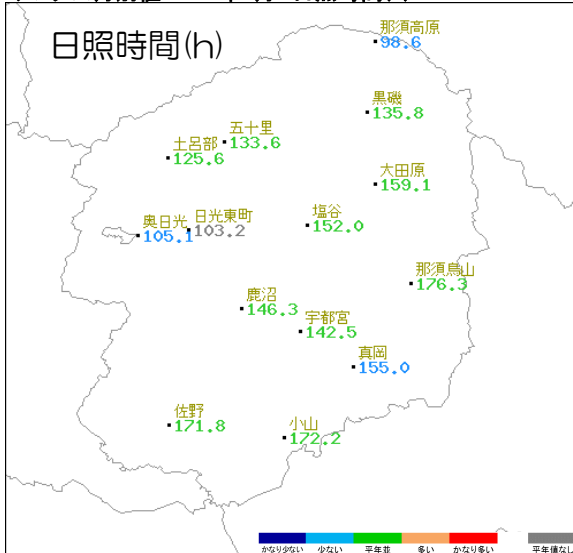 日照時間(h)
那須高原
98.6
黒磯
135.8
五十里
133.6
土呂部
125.6
大田原
159.1
塩谷
152.0
日光東町
103.2
奥日光
105.1
那須烏山
176.3
鹿沼
146.3
宇都宮
142.5
真岡
155.0
佐野
171.8
小山
172.2
かなり少ない 少ない 平年並 多い かなり多い 平年値なし